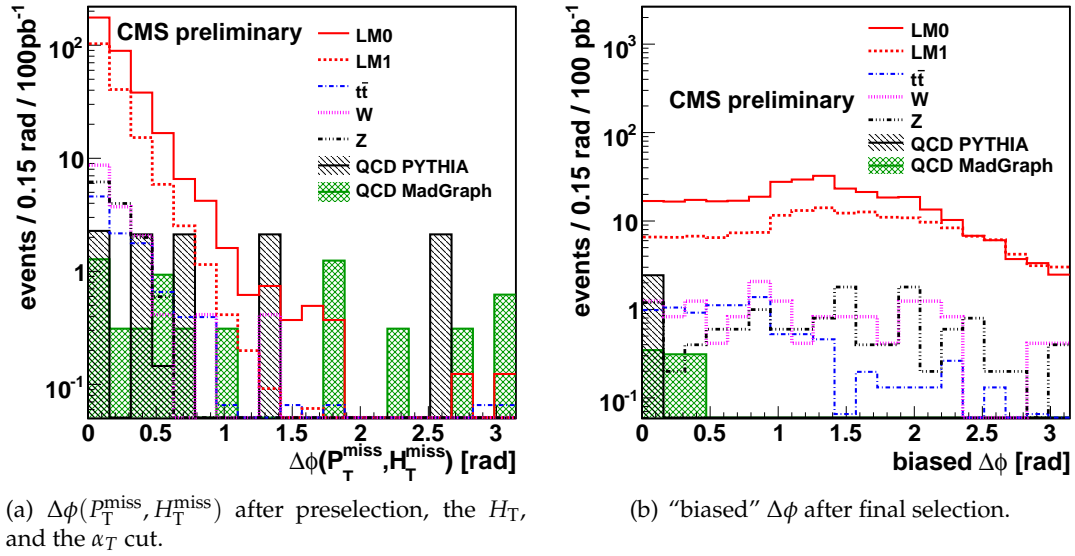 CMS preliminary
LM0
LM1
tt̄
W
Z
QCD PYTHIA
QCD MadGraph
events / 0.15 rad / 100pb⁻¹
10²
10
1
10⁻¹
0 0.5 1 1.5 2 2.5 3
Δϕ(P_T^miss,H_T^miss) [rad]
(a) Δϕ(P_T^miss, H_T^miss) after preselection, the H_T,
and the α_T cut.
CMS preliminary
LM0
LM1
tt̄
W
Z
QCD PYTHIA
QCD MadGraph
events / 0.15 rad / 100 pb⁻¹
10³
10²
10
1
10⁻¹
0 0.5 1 1.5 2 2.5 3
biased Δϕ [rad]
(b) “biased” Δϕ after final selection.